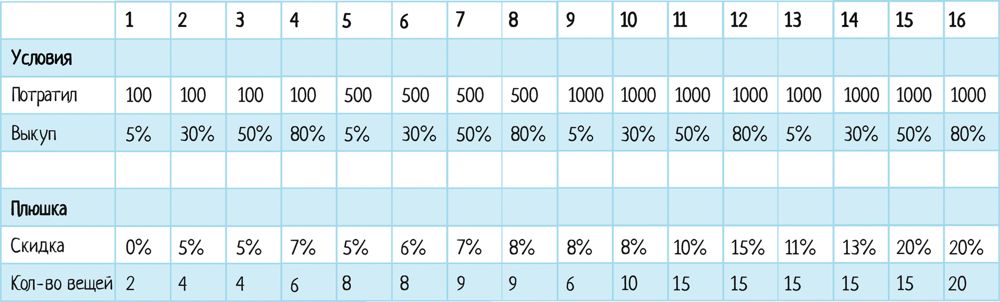 1 2 3 4 5 6 7 8 9 10 11 12 13 14 15 16
Условия
Потратил 100 100 100 100 500 500 500 500 1000 1000 1000 1000 1000 1000 1000 1000
Выкуп 5% 30% 50% 80% 5% 30% 50% 80% 5% 30% 50% 80% 5% 30% 50% 80%
Плюшка
Скидка 0% 5% 5% 7% 5% 6% 7% 8% 8% 8% 10% 15% 11% 13% 20% 20%
Кол-во вещей 2 4 4 6 8 8 9 9 6 10 15 15 15 15 15 20